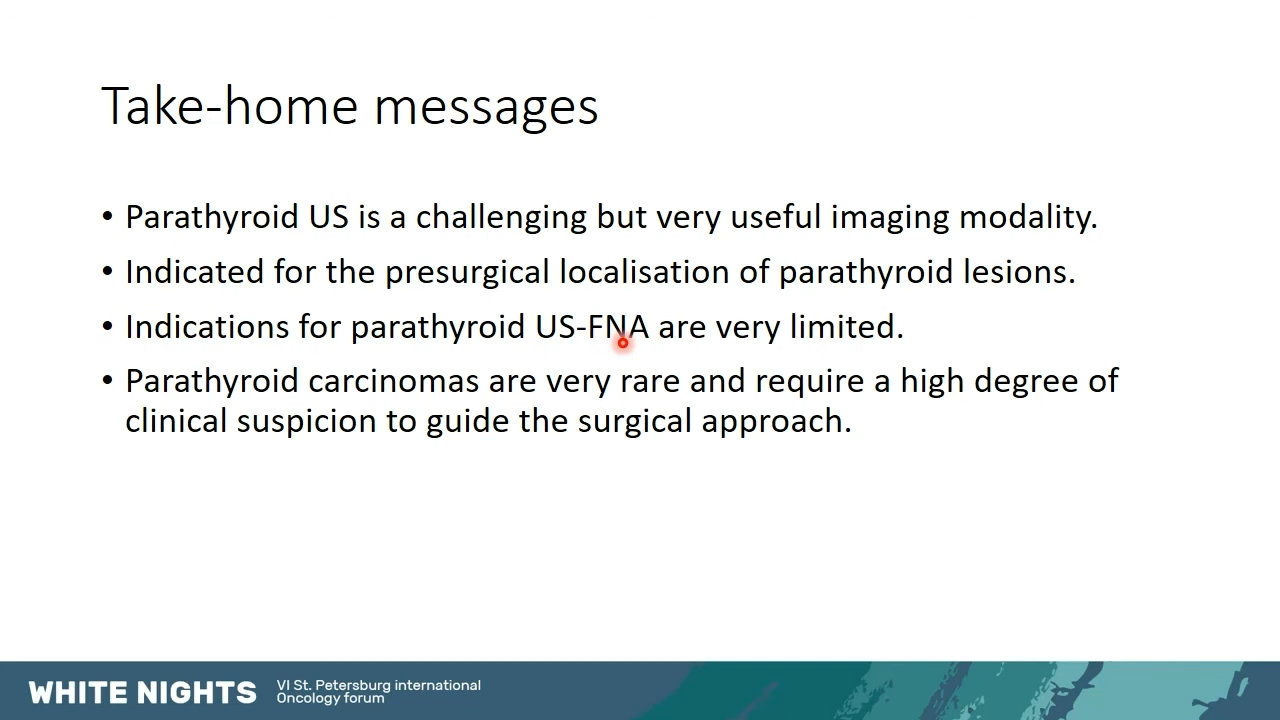 Take-home messages
• Parathyroid US is a challenging but very useful imaging modality.
• Indicated for the presurgical localisation of parathyroid lesions.
• Indications for parathyroid US-FNA are very limited.
• Parathyroid carcinomas are very rare and require a high degree of
clinical suspicion to guide the surgical approach.
WHITE NIGHTS
VI St. Petersburg international
Oncology forum